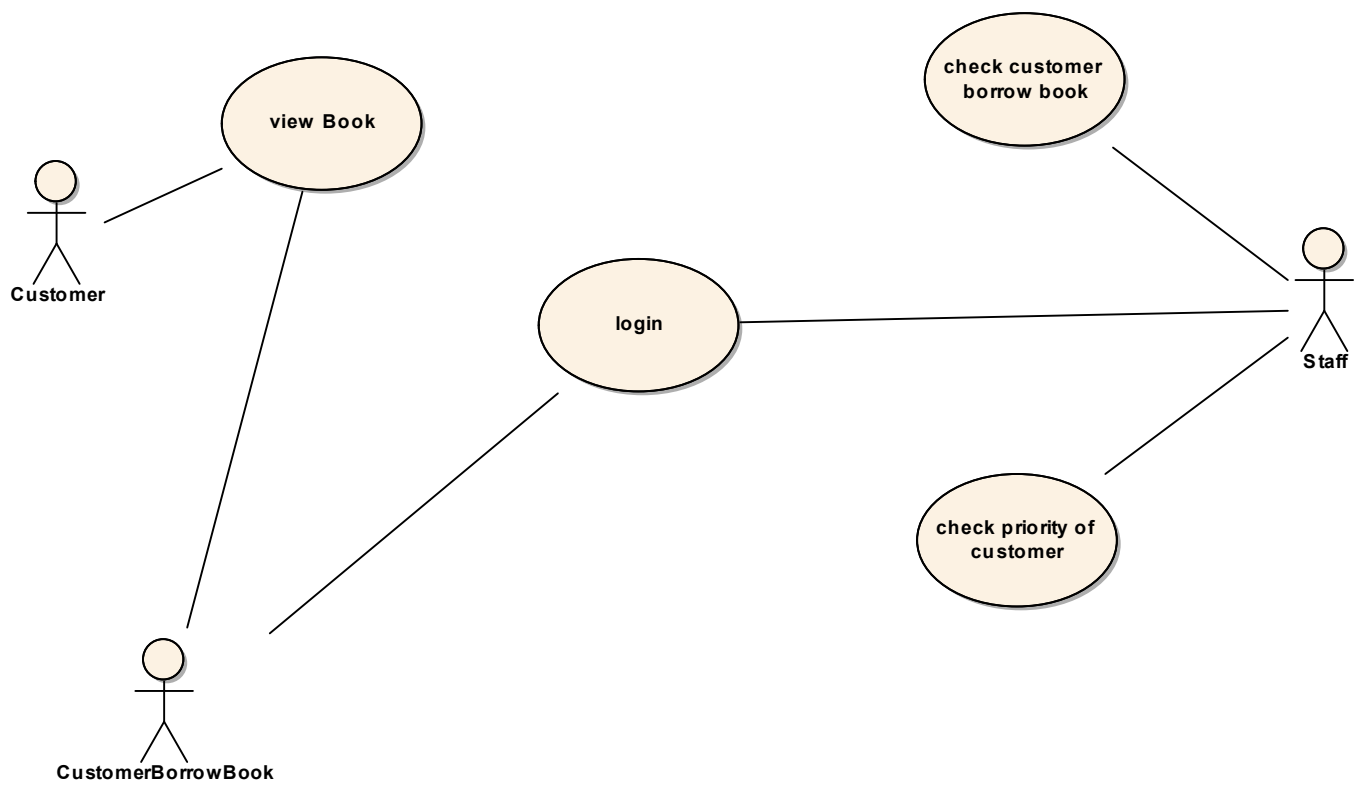 check customer
borrow book
view Book
Customer
login
Staff
check priority of
customer
CustomerBorrowBook